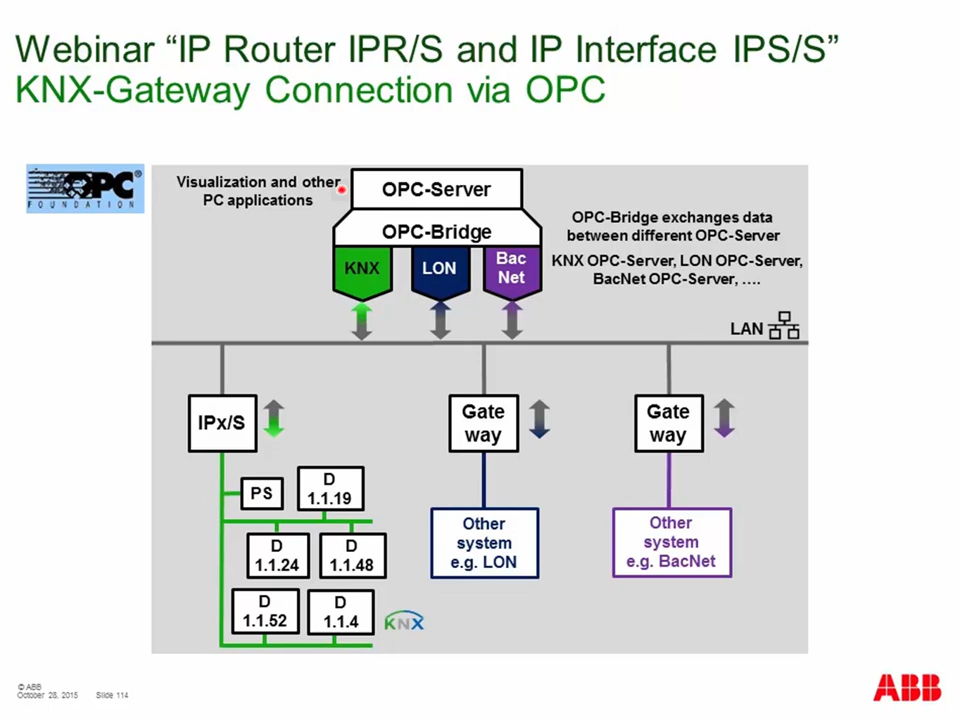 Webinar “IP Router IPR/S and IP Interface IPS/S”
KNX-Gateway Connection via OPC
OPC®
FOUNDATION
Visualization and other
PC applications
OPC-Server
OPC-Bridge
KNX
LON
Bac
Net
OPC-Bridge exchanges data
between different OPC-Server
KNX OPC-Server, LON OPC-Server,
BacNet OPC-Server, ….
LAN
IPx/S
Gate
way
Gate
way
PS
D
1.1.19
D
1.1.24
D
1.1.48
D
1.1.52
D
1.1.4
KNX
Other
system
e.g. LON
Other
system
e.g. BacNet
© ABB
October 28, 2015 Slide 114
ABB